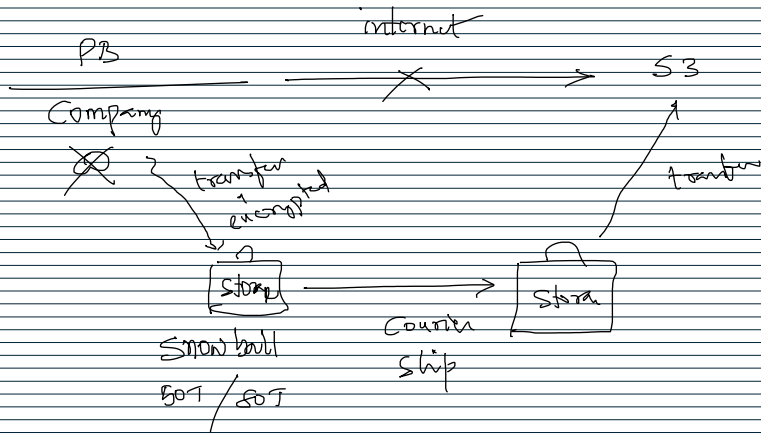 internet
PB
S3
Company
transfer
transfer
encrypted
Storage
Storage
Courier
Ship
Snowball
50T / 80T